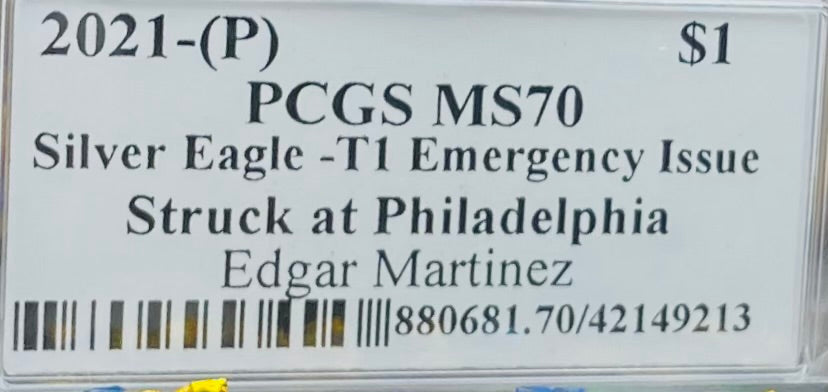 2021-(P) $1
PCGS MS70
Silver Eagle -T1 Emergency Issue
Struck at Philadelphia
Edgar Martinez
880681.70/42149213